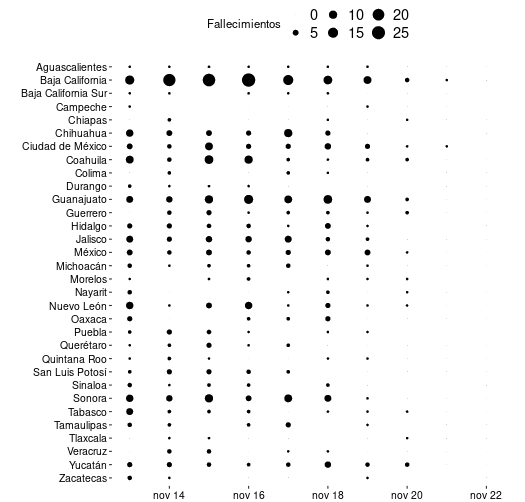 Fallecimientos
0 10 20
5 15 25
Aguascalientes
Baja California
Baja California Sur
Campeche
Chiapas
Chihuahua
Ciudad de México
Coahuila
Colima
Durango
Guanajuato
Guerrero
Hidalgo
Jalisco
México
Michoacán
Morelos
Nayarit
Nuevo León
Oaxaca
Puebla
Querétaro
Quintana Roo
San Luis Potosí
Sinaloa
Sonora
Tabasco
Tamaulipas
Tlaxcala
Veracruz
Yucatán
Zacatecas
nov 14 nov 16 nov 18 nov 20 nov 22